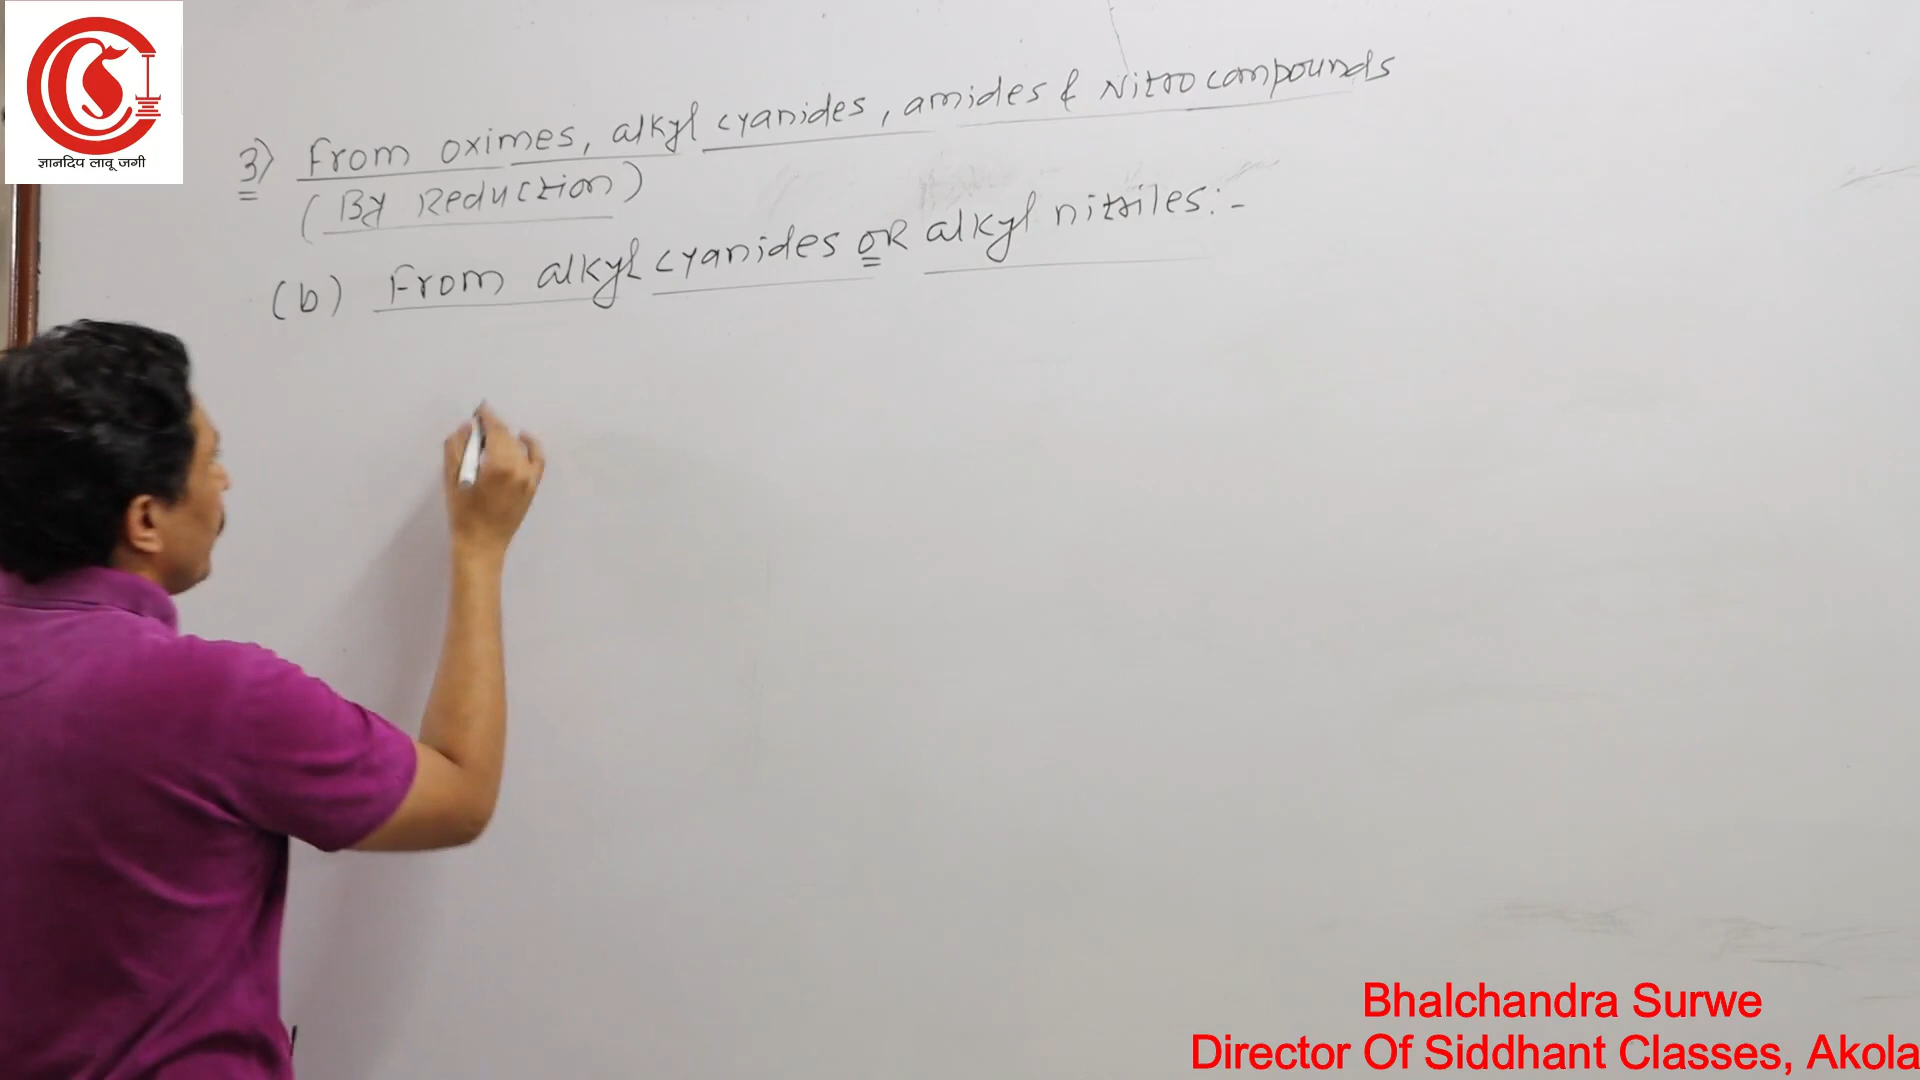 ज्ञानदिप लावू जगी
3) From oximes, alkyl cyanides, amides & Nitro compounds
(By Reduction)
(b) From alkyl cyanides OR alkyl nitriles:-
Bhalchandra Surwe
Director Of Siddhant Classes, Akola